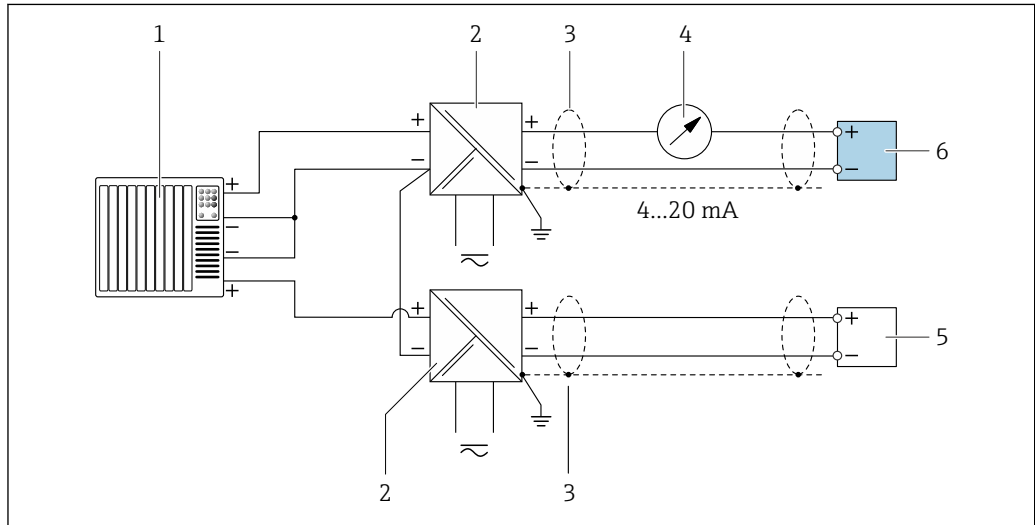 1 2 3 4
+ +
− −
+ + 6
− −
− 4...20 mA
+
+ + + 5
− − −
2 3